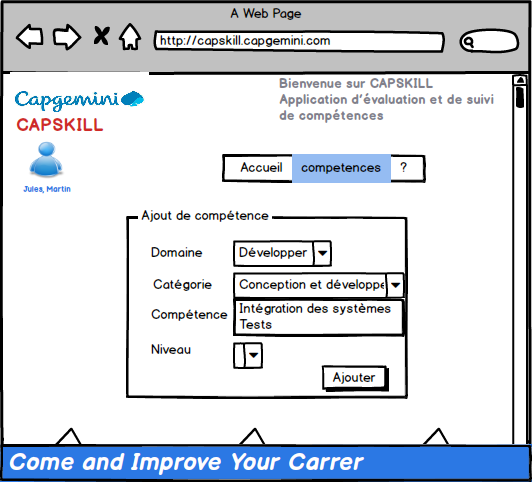 A Web Page
http://capskill.capgemini.com
Bienvenue sur CAPSKILL
Application d'évaluation et de suivi
de compétences
Capgemini
CAPSKILL
Jules, Martin
Accueil competences ?
Ajout de compétence
Domaine Développer
Catégorie Conception et développe
Compétence Intégration des systèmes
Tests
Niveau
Ajouter
Come and Improve Your Carrer